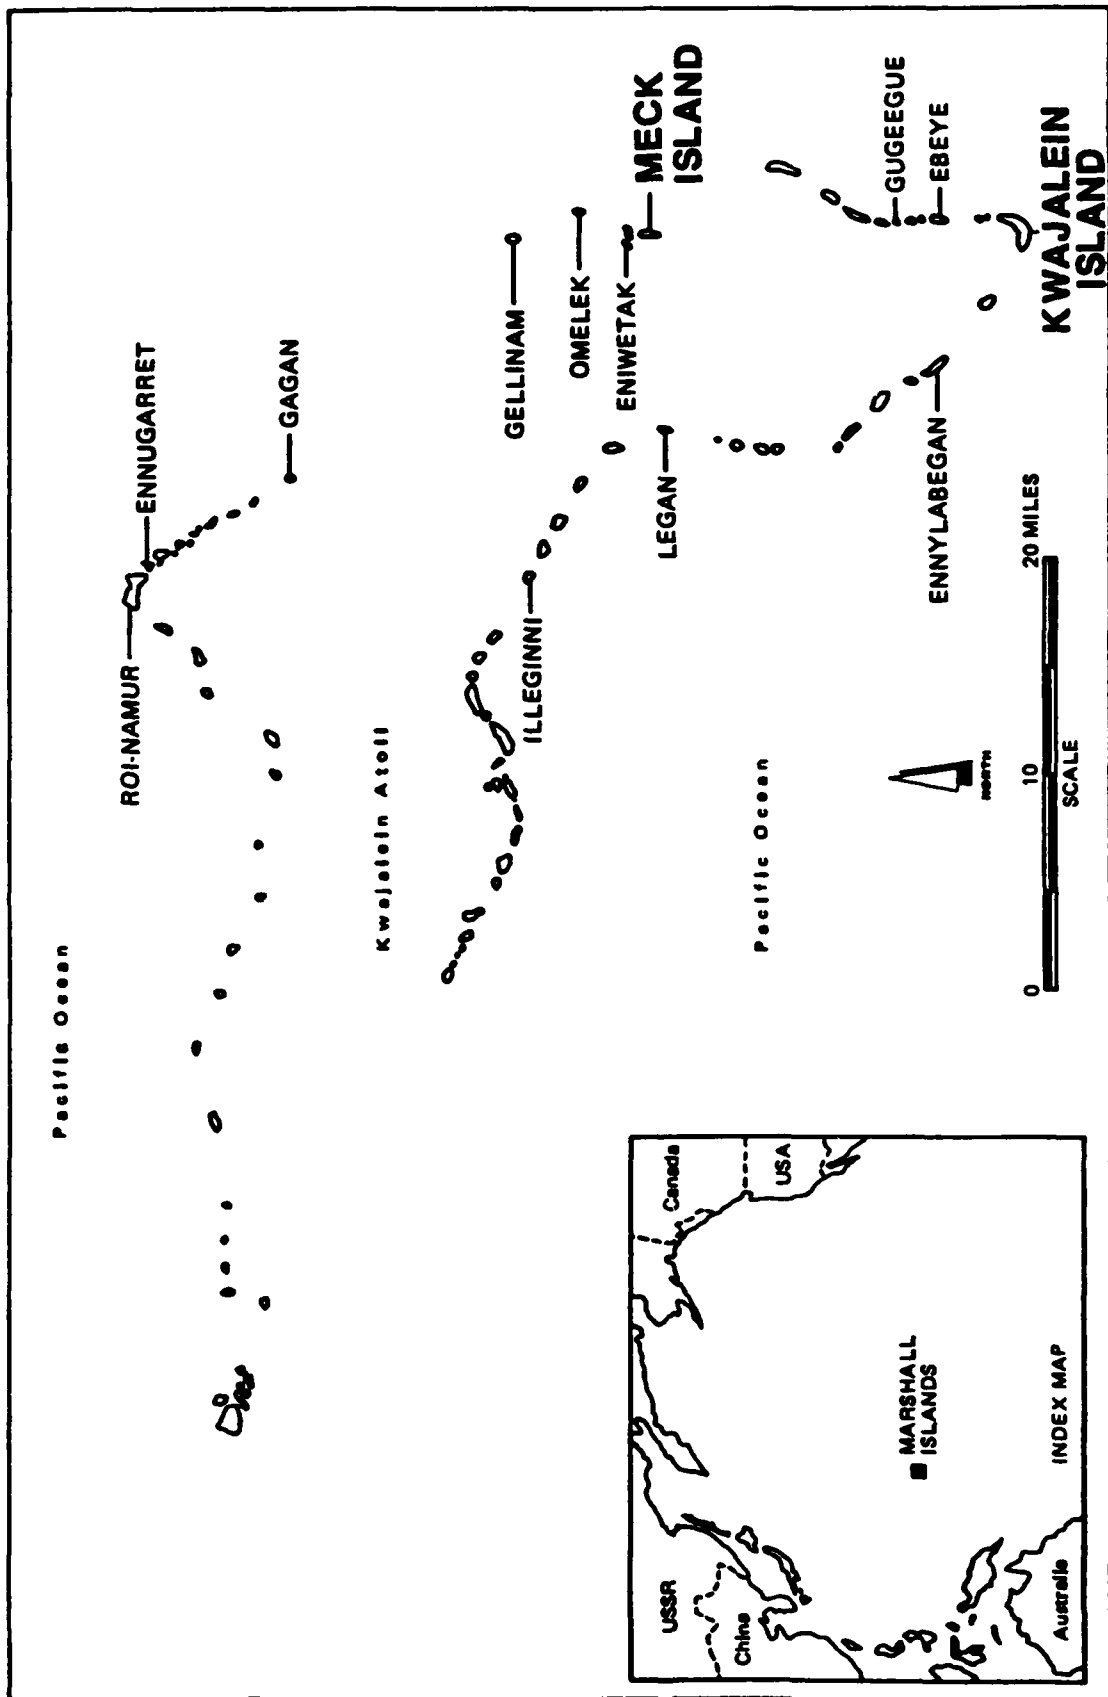 Pacific Ocean
ROI-NAMUR
ENNUGARRET
GAGAN
Kwajalein Atoll
GELLINAM
ILLEGINNI
OMELEK
ENIWETAK
MECK
ISLAND
LEGAN
Pacific Ocean
GUGEEGUE
EBEYE
ENNYLABEGAN
KWAJALEIN
ISLAND
NORTH
0
10
20 MILES
SCALE
USSR
China
Canada
USA
MARSHALL
ISLANDS
Australia
INDEX MAP